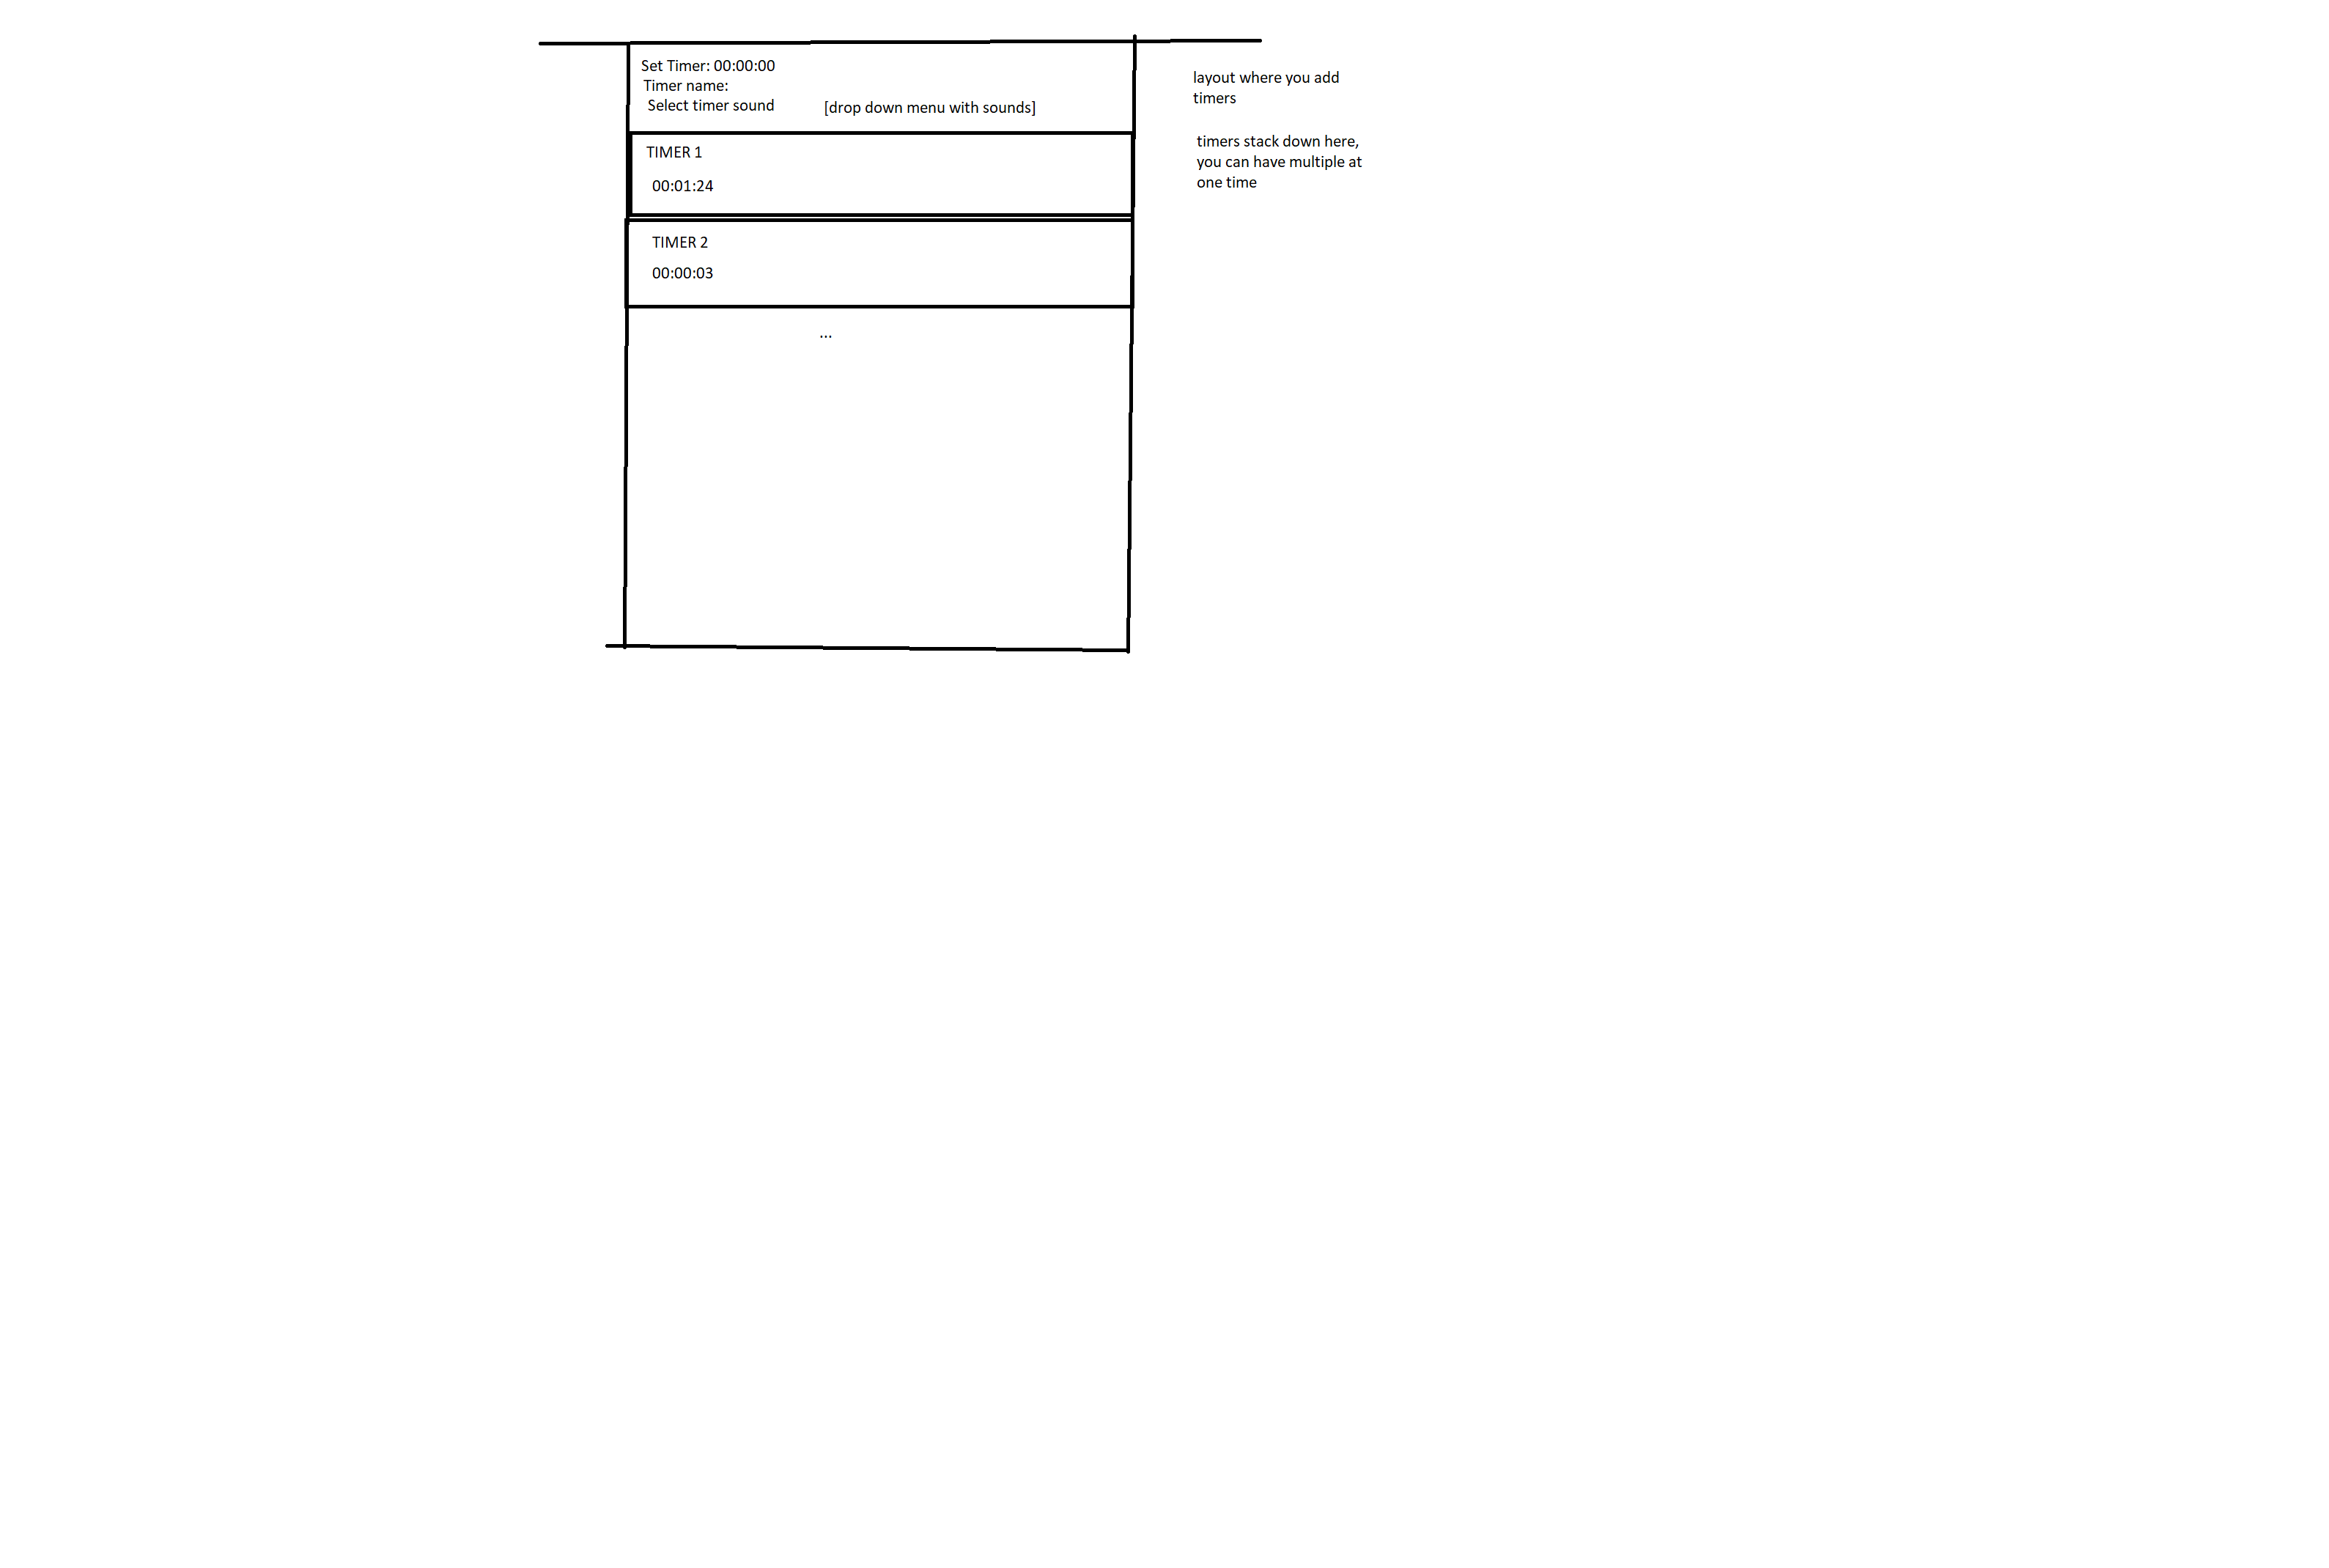 Set Timer: 00:00:00
Timer name:
Select timer sound [drop down menu with sounds]
layout where you add
timers
TIMER 1
00:01:24
timers stack down here,
you can have multiple at
one time
TIMER 2
00:00:03
...